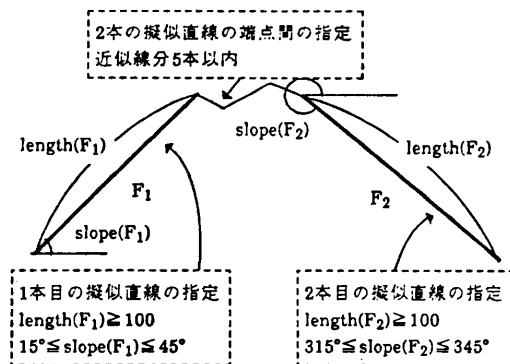 2本の擬似直線の端点間の指定
近似線分5本以内
slope(F₂)
length(F₁)
length(F₂)
F₁
F₂
slope(F₁)
1本目の擬似直線の指定
length(F₁)≧100
15°≦slope(F₁)≦45°
2本目の擬似直線の指定
length(F₂)≧100
315°≦slope(F₂)≦345°